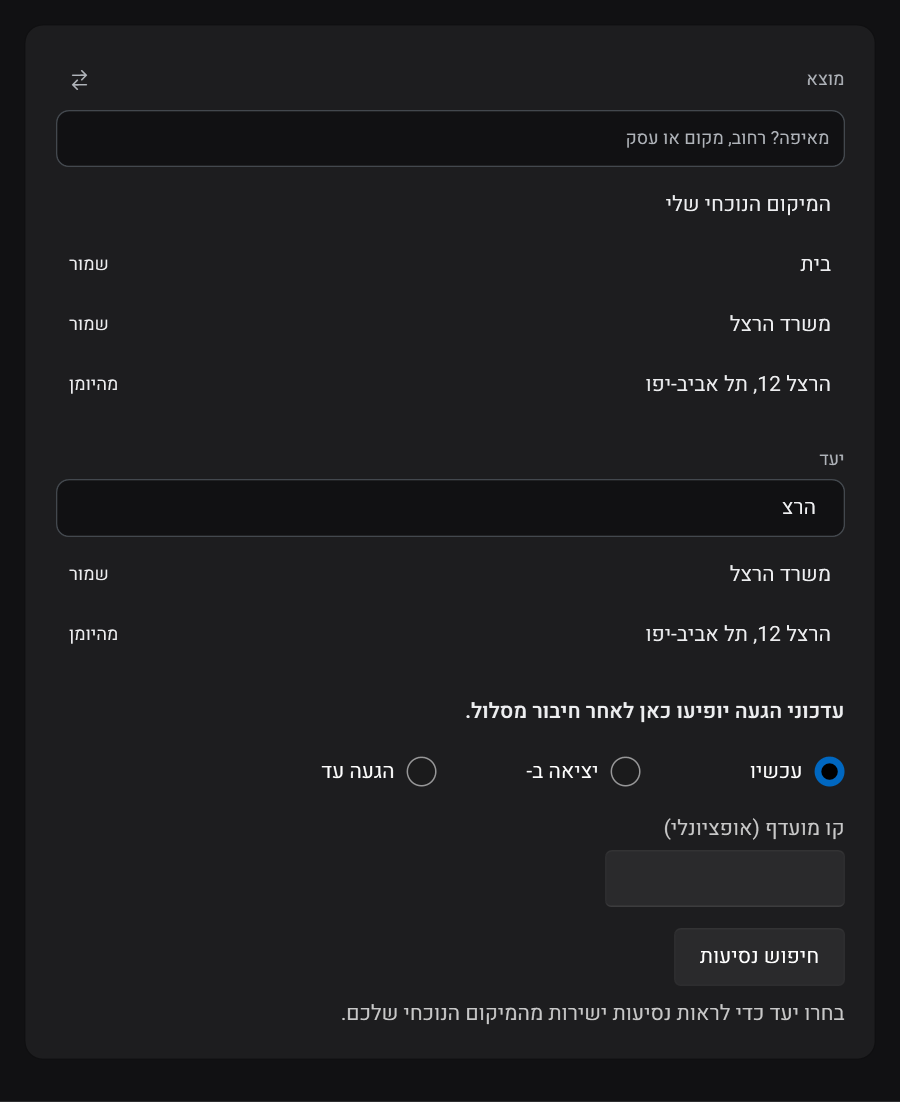 מוצא
מאיפה? רחוב, מקום או עסק
המיקום הנוכחי שלי
בית שמור
משרד הרצל שמור
הרצל 12, תל אביב-יפו מהיומן
יעד
הרצ
משרד הרצל שמור
הרצל 12, תל אביב-יפו מהיומן
עדכוני הגעה יופיעו כאן לאחר חיבור מסלול.
עכשיו יציאה ב- הגעה עד
קו מועדף (אופציונלי)
חיפוש נסיעות
בחרו יעד כדי לראות נסיעות ישירות מהמיקום הנוכחי שלכם.